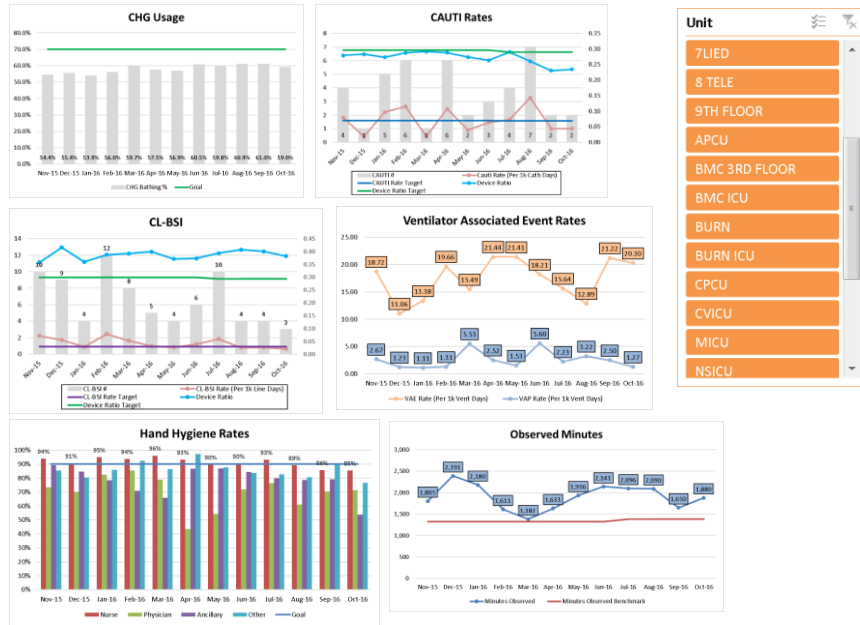 CHG Usage
80.0%
70.0%
60.0%
50.0%
40.0%
30.0%
20.0%
10.0%
0.0%
54.4% 55.4% 53.9% 56.0% 59.7% 57.5% 56.9% 60.5% 59.8% 60.9% 61.0% 59.0%
Nov-15 Dec-15 Jan-16 Feb-16 Mar-16 Apr-16 May-16 Jun-16 Jul-16 Aug-16 Sep-16 Oct-16
CHG Bathing % Goal
CAUTI Rates
8 0.35
7 0.30
6 0.25
5 0.20
4
3 0.15
2 0.10
1 0.05
0 0.00
4 5 6 6 2 3 4 7 2 2
Nov-15 Dec-15 Jan-16 Feb-16 Mar-16 Apr-16 May-16 Jun-16 Jul-16 Aug-16 Sep-16 Oct-16
CAUTI # Cauti Rate (Per 1k Cath Days)
CAUTI Rate Target Device Ratio
Device Ratio Target
Unit
7LIED
8 TELE
9TH FLOOR
APCU
BMC 3RD FLOOR
BMC ICU
BURN
BURN ICU
CPCU
CVICU
MICU
NSICU
CL-BSI
14 0.45
12 0.40
10 0.35
8 0.30
6 0.25
4 0.20
2 0.15
0 0.10
0.05
0.00
10 9 4 12 8 5 4 6 10 4 4 3
Nov-15 Dec-15 Jan-16 Feb-16 Mar-16 Apr-16 May-16 Jun-16 Jul-16 Aug-16 Sep-16 Oct-16
CL-BSI # CL-BSI Rate (Per 1k Line Days)
CL-BSI Rate Target Device Ratio
Device Ratio Target
Ventilator Associated Event Rates
25.00
20.00
15.00
10.00
5.00
0.00
18.72 11.06 13.38 19.66 15.49 21.44 21.41 18.21 15.64 12.89 21.22 20.30
2.67 1.23 1.11 1.31 5.53 2.52 1.53 5.60 2.23 3.22 2.50 1.27
Nov-15 Dec-15 Jan-16 Feb-16 Mar-16 Apr-16 May-16 Jun-16 Jul-16 Aug-16 Sep-16 Oct-16
VAE Rate (Per 1k Vent Days) VAP Rate (Per 1k Vent Days)
Hand Hygiene Rates
100%
90%
80%
70%
60%
50%
40%
30%
20%
10%
0%
94% 91% 95% 94% 96% 93% 90% 90% 93% 89% 86% 85%
Nov-15 Dec-15 Jan-16 Feb-16 Mar-16 Apr-16 May-16 Jun-16 Jul-16 Aug-16 Sep-16 Oct-16
Nurse Physician Ancillary Other Goal
Observed Minutes
3,000
2,500
2,000
1,500
1,000
500
0
1,805 2,391 2,180 1,611 1,382 1,633 1,936 2,141 2,096 2,090 1,650 1,880
Nov-15 Dec-15 Jan-16 Feb-16 Mar-16 Apr-16 May-16 Jun-16 Jul-16 Aug-16 Sep-16 Oct-16
Minutes Observed Minutes Observed Benchmark